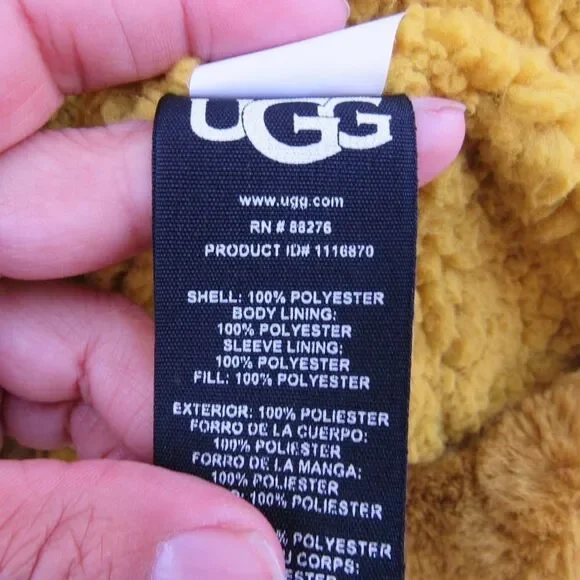 UGG
www.ugg.com
RN # 88276
PRODUCT ID# 1116870
SHELL: 100% POLYESTER
BODY LINING:
100% POLYESTER
SLEEVE LINING:
100% POLYESTER
FILL: 100% POLYESTER
EXTERIOR: 100% POLIESTER
FORRO DE LA CUERPO:
100% POLIESTER
FORRO DE LA MANGA:
100% POLIESTER
100% POLIESTER
POLYESTER
CORPS: